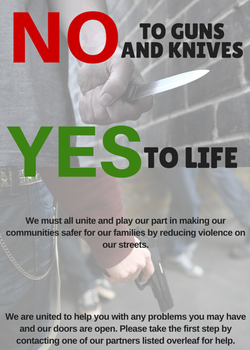 NO TO GUNS
AND KNIVES
YES TO LIFE
We must all unite and play our part in making our
communities safer for our families by reducing violence on
our streets.
We are united to help you with any problems you may have
and our doors are open. Please take the first step by
contacting one of our partners listed overleaf for help.